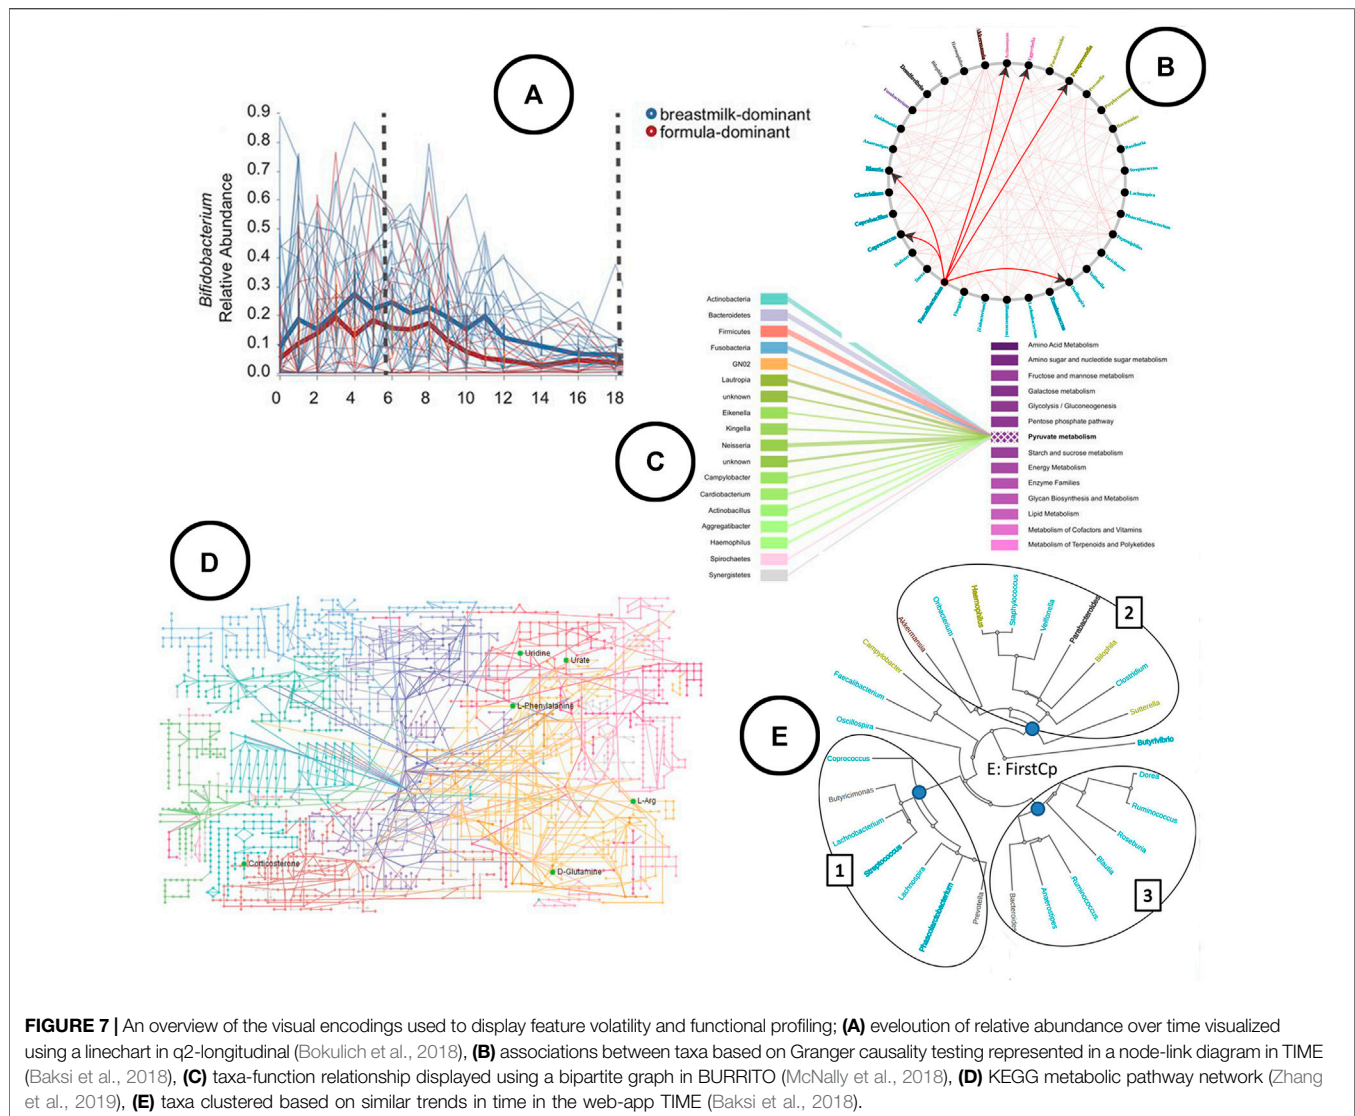 A
0.9
0.8
0.7
0.6
0.5
0.4
0.3
0.2
0.1
0.0
Bifidobacterium
Relative Abundance
0 2 4 6 8 10 12 14 16 18
breastmilk-dominant
formula-dominant
B
Akkermansia
Blautia
Clostridium
Coprobacillus
Coprococcus
C
Actinobacteria
Bacteroidetes
Firmicutes
Fusobacteria
GN02
Lautropia
unknown
Eikenella
Kingella
Neisseria
unknown
Campylobacter
Cardiobacterium
Actinobacillus
Aggregatibacter
Haemophilus
Spirochaetes
Synergistetes
Amino Acid Metabolism
Amino sugar and nucleotide sugar metabolism
Fructose and mannose metabolism
Galactose metabolism
Glycolysis / Gluconeogenesis
Pentose phosphate pathway
Pyruvate metabolism
Starch and sucrose metabolism
Energy Metabolism
Enzyme Families
Glycan Biosynthesis and Metabolism
Lipid Metabolism
Metabolism of Cofactors and Vitamins
Metabolism of Terpenoids and Polyketides
D
Uridine
Urate
L-Phenylalanine
L-Arg
D-Glutamine
Corticosterone
E
E: FirstCp
2
Campylobacter
Akkermansia
Oribacterium
Haemophilus
Staphylococcus
Veillonella
Parabacteroides
Bilophila
Clostridium
Sutterella
Butyrivibrio
Faecalibacterium
Oscillospira
1
Coprococcus
Butyricimonas
Lachnobacterium
Streptococcus
Lachnospira
Phascolarctobacterium
Prevotella
3
Dorea
Ruminococcus
Roseburia
Blautia
Ruminococcus.
Anaerostipes
Bacteroides
FIGURE 7 | An overview of the visual encodings used to display feature volatility and functional profiling; (A) eveloution of relative abundance over time visualized
using a linechart in q2-longitudinal (Bokulich et al., 2018), (B) associations between taxa based on Granger causality testing represented in a node-link diagram in TIME
(Baksi et al., 2018), (C) taxa-function relationship displayed using a bipartite graph in BURRITO (McNally et al., 2018), (D) KEGG metabolic pathway network (Zhang
et al., 2019), (E) taxa clustered based on similar trends in time in the web-app TIME (Baksi et al., 2018).